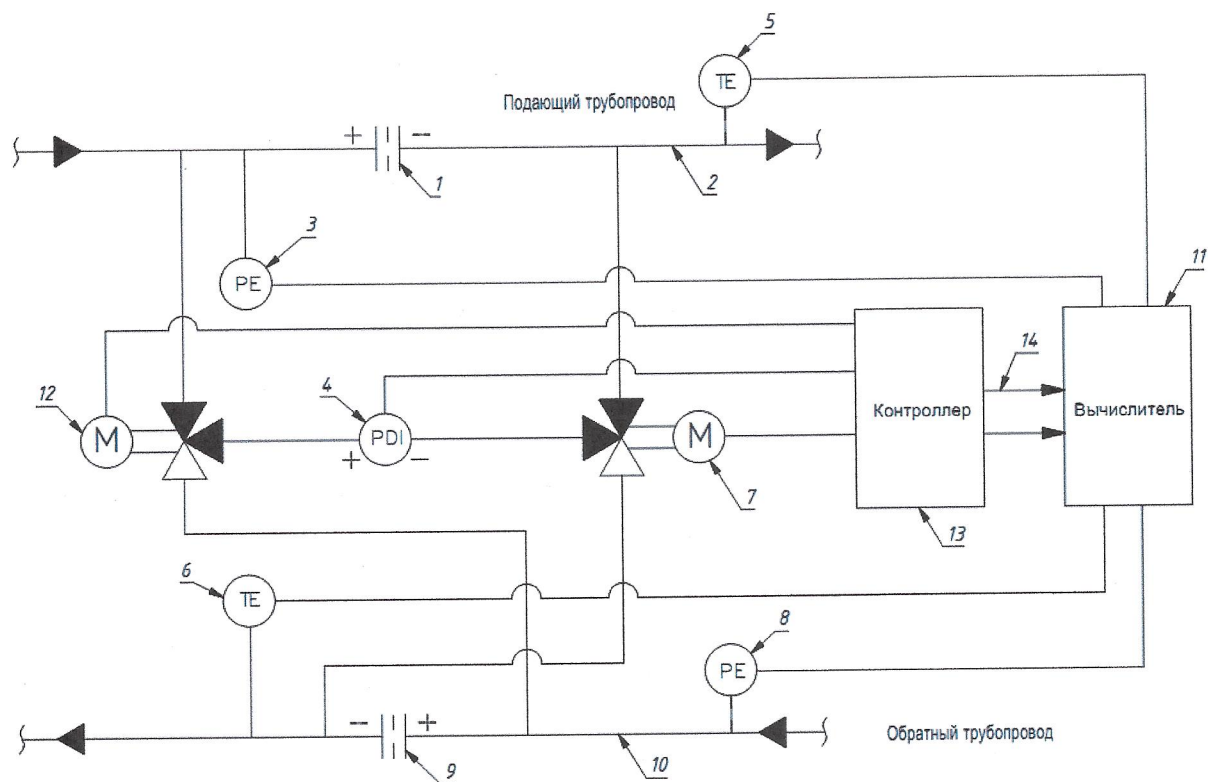 5
TE
Подающий трубопровод
+
−
1
2
3
PE
11
12
M
4
PDI
+
−
M
7
Контроллер
14
Вычислитель
13
6
TE
8
PE
−
+
9
10
Обратный трубопровод